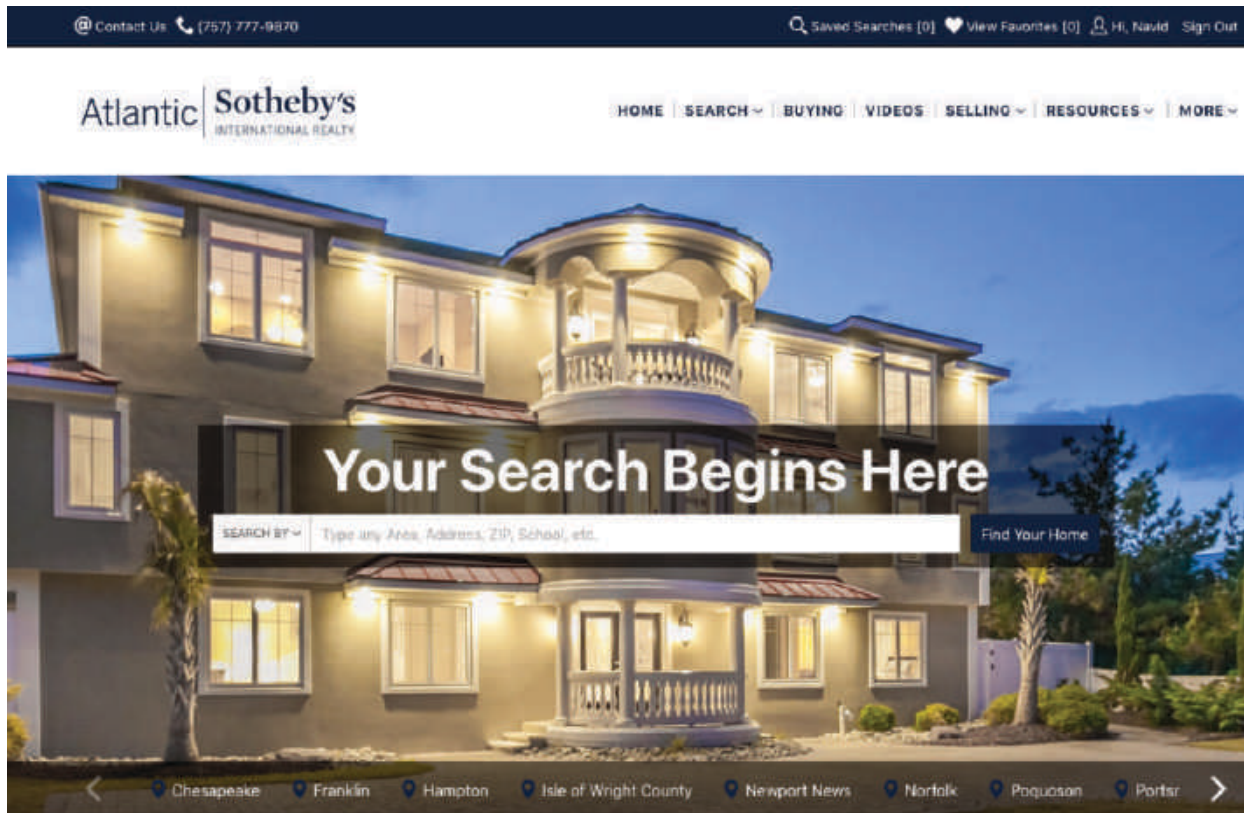 Contact Us (757) 777-9870 Saved Searches [0] View Favorites [0] Hi, Navid Sign Out
Atlantic Sotheby's
INTERNATIONAL REALTY
HOME SEARCH BUYING VIDEOS SELLING RESOURCES MORE
Your Search Begins Here
SEARCH BY Type any Area, Address, ZIP, School, etc. Find Your Home
Chesapeake Franklin Hampton Isle of Wright County Newport News Norfolk Poquoson Portsr